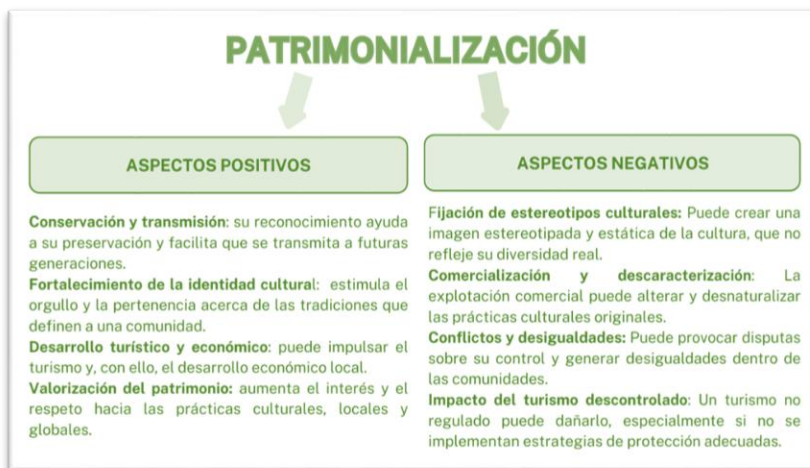 PATRIMONIALIZACIÓN
ASPECTOS POSITIVOS
Conservación y transmisión: su reconocimiento ayuda
a su preservación y facilita que se transmita a futuras
generaciones.
Fortalecimiento de la identidad cultural: estimula el
orgullo y la pertenencia acerca de las tradiciones que
definen a una comunidad.
Desarrollo turístico y económico: puede impulsar el
turismo y, con ello, el desarrollo económico local.
Valorización del patrimonio: aumenta el interés y el
respeto hacia las prácticas culturales, locales y
globales.
ASPECTOS NEGATIVOS
Fijación de estereotipos culturales: Puede crear una
imagen estereotipada y estática de la cultura, que no
refleje su diversidad real.
Comercialización y descaracterización: La
explotación comercial puede alterar y desnaturalizar
las prácticas culturales originales.
Conflictos y desigualdades: Puede provocar disputas
sobre su control y generar desigualdades dentro de
las comunidades.
Impacto del turismo descontrolado: Un turismo no
regulado puede dañarlo, especialmente si no se
implementan estrategias de protección adecuadas.